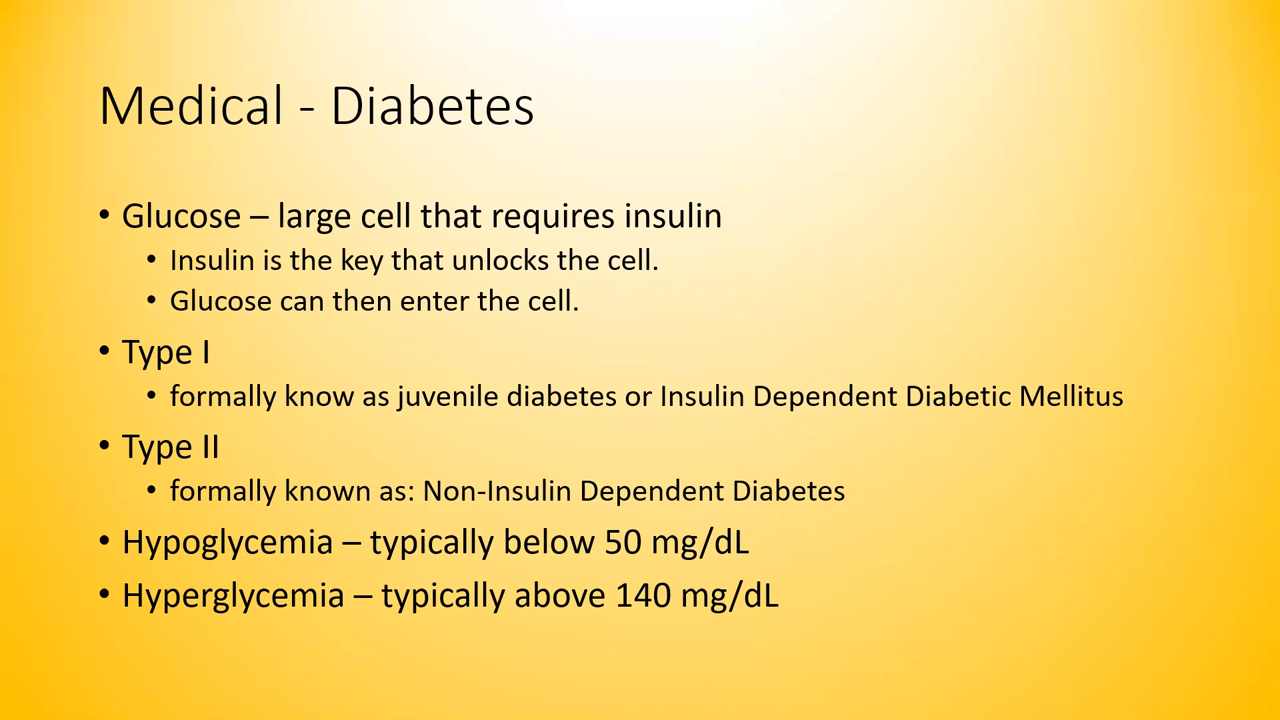 Medical - Diabetes
• Glucose – large cell that requires insulin
• Insulin is the key that unlocks the cell.
• Glucose can then enter the cell.
• Type I
• formally know as juvenile diabetes or Insulin Dependent Diabetic Mellitus
• Type II
• formally known as: Non-Insulin Dependent Diabetes
• Hypoglycemia – typically below 50 mg/dL
• Hyperglycemia – typically above 140 mg/dL